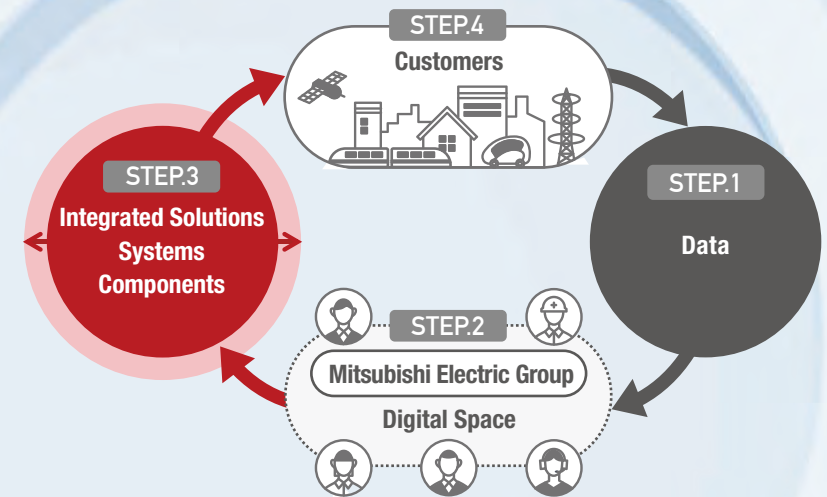 STEP.4
Customers
STEP.3
Integrated Solutions
Systems
Components
STEP.1
Data
STEP.2
Mitsubishi Electric Group
Digital Space